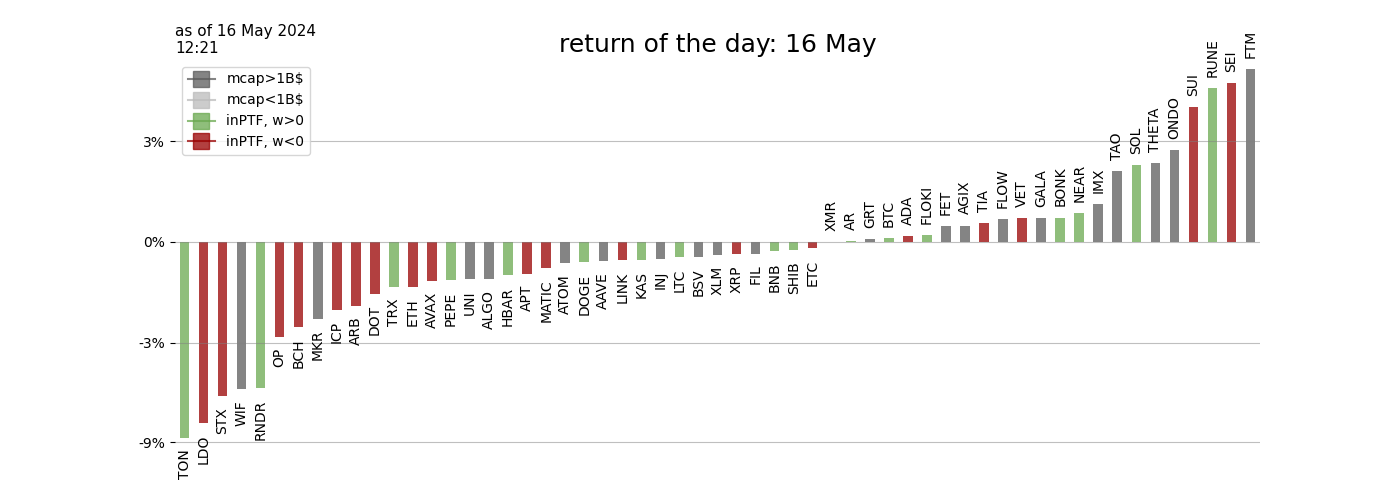 as of 16 May 2024
12:21
return of the day: 16 May
mcap>1B$
mcap<1B$
inPTF, w>0
inPTF, w<0
3%
0%
-3%
-9%
TON
LDO
STX
WIF
RNDR
OP
BCH
MKR
ICP
ARB
DOT
TRX
ETH
AVAX
PEPE
UNI
ALGO
HBAR
APT
MATIC
ATOM
DOGE
AAVE
LINK
KAS
INJ
LTC
BSV
XLM
XRP
FIL
BNB
SHIB
ETC
XMR
AR
GRT
BTC
ADA
FLOKI
FET
AGIX
TIA
FLOW
VET
GALA
BONK
NEAR
IMX
TAO
SOL
THETA
ONDO
SUI
RUNE
SEI
FTM